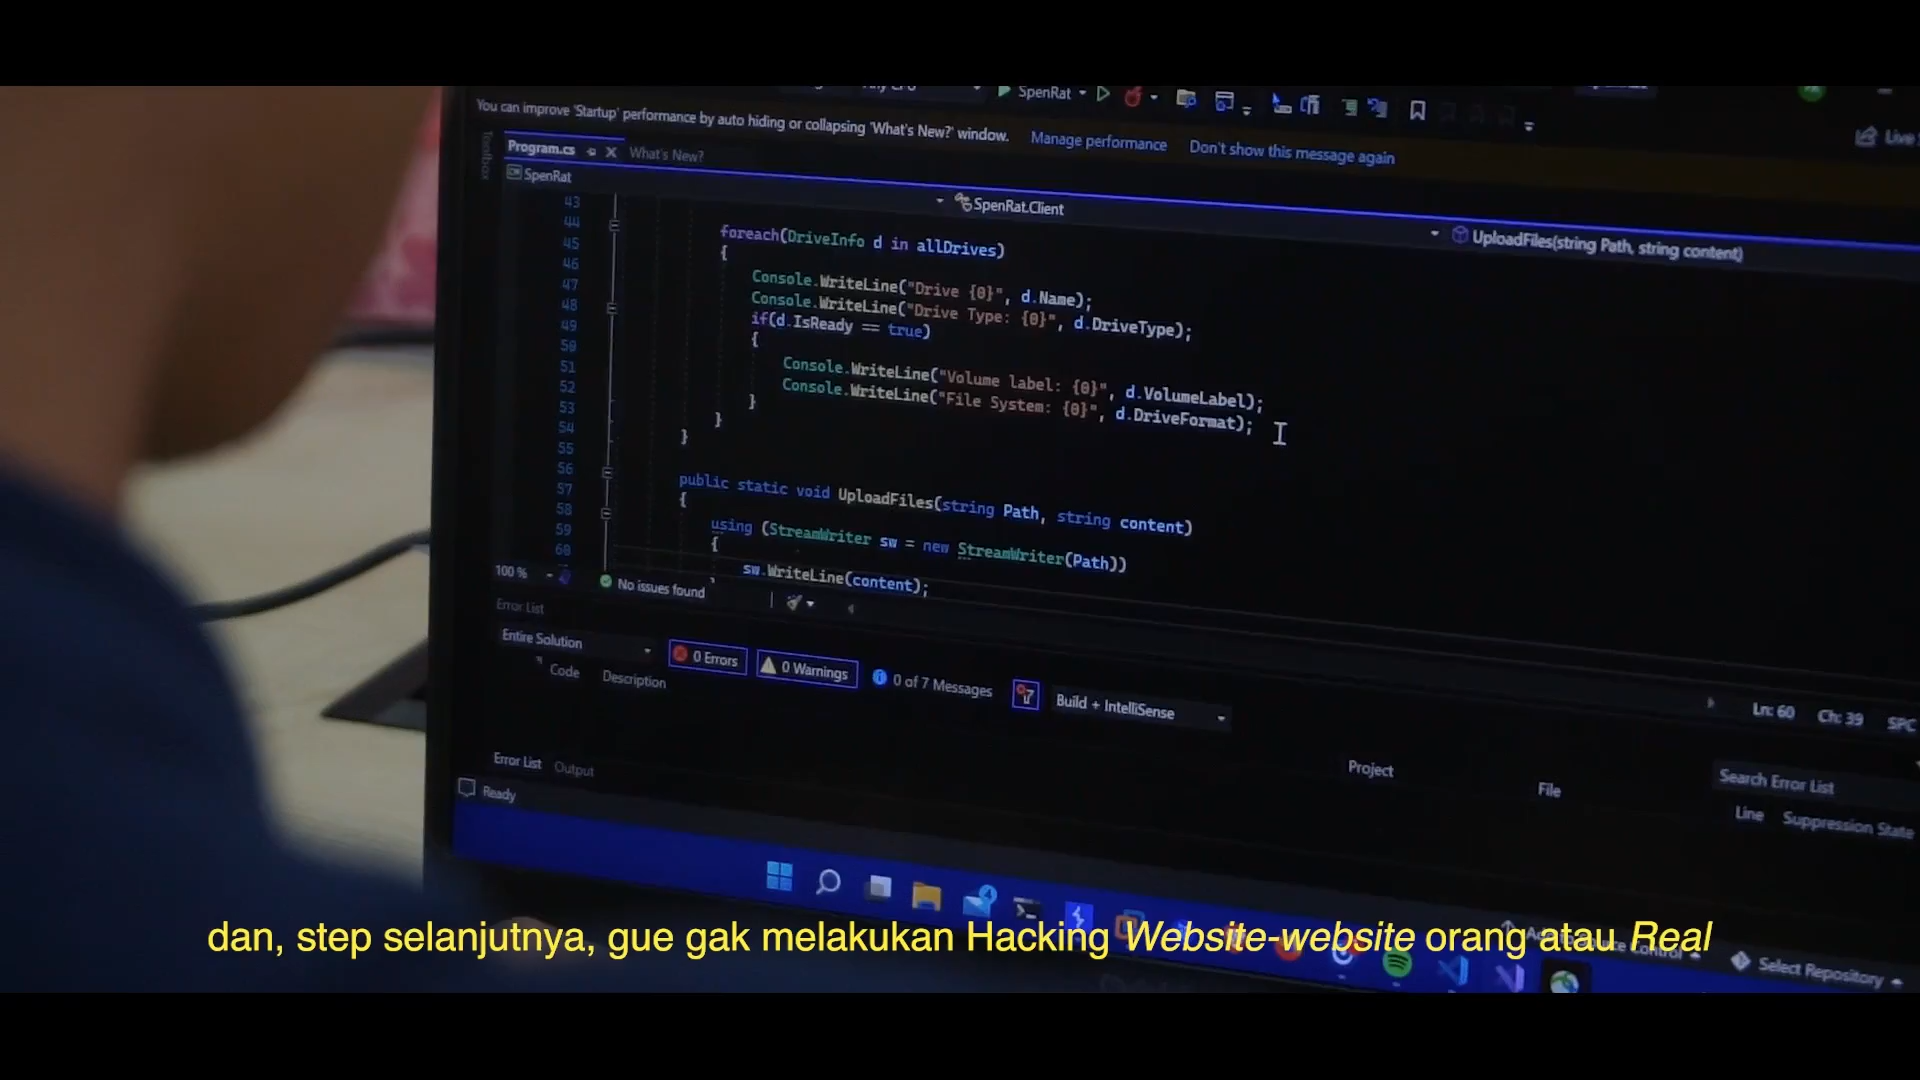 SpenRat
You can improve 'Startup' performance by auto hiding or collapsing 'What's New?' window. Manage performance Don't show this message again
Live
Toolbox
Program.cs What's New?
SpenRat
SpenRat.Client
UploadFiles(string Path, string content)
43
44
45 foreach(DriveInfo d in allDrives)
46 {
47 Console.WriteLine("Drive {0}", d.Name);
48 Console.WriteLine("Drive Type: {0}", d.DriveType);
49 if(d.IsReady == true)
50 {
51 Console.WriteLine("Volume label: {0}", d.VolumeLabel);
52 Console.WriteLine("File System: {0}", d.DriveFormat);
53 }
54 }
55 }
56
57 public static void UploadFiles(string Path, string content)
58 {
59 using (StreamWriter sw = new StreamWriter(Path))
60 {
sw.WriteLine(content);
100 % No issues found
Ln: 60 Ch: 39 SPC
Error List
Entire Solution 0 Errors 0 Warnings 0 of 7 Messages Build + IntelliSense
Search Error List
Code Description Project File Line Suppression State
Error List Output
Ready
Select Repository
dan, step selanjutnya, gue gak melakukan Hacking Website-website orang atau Real